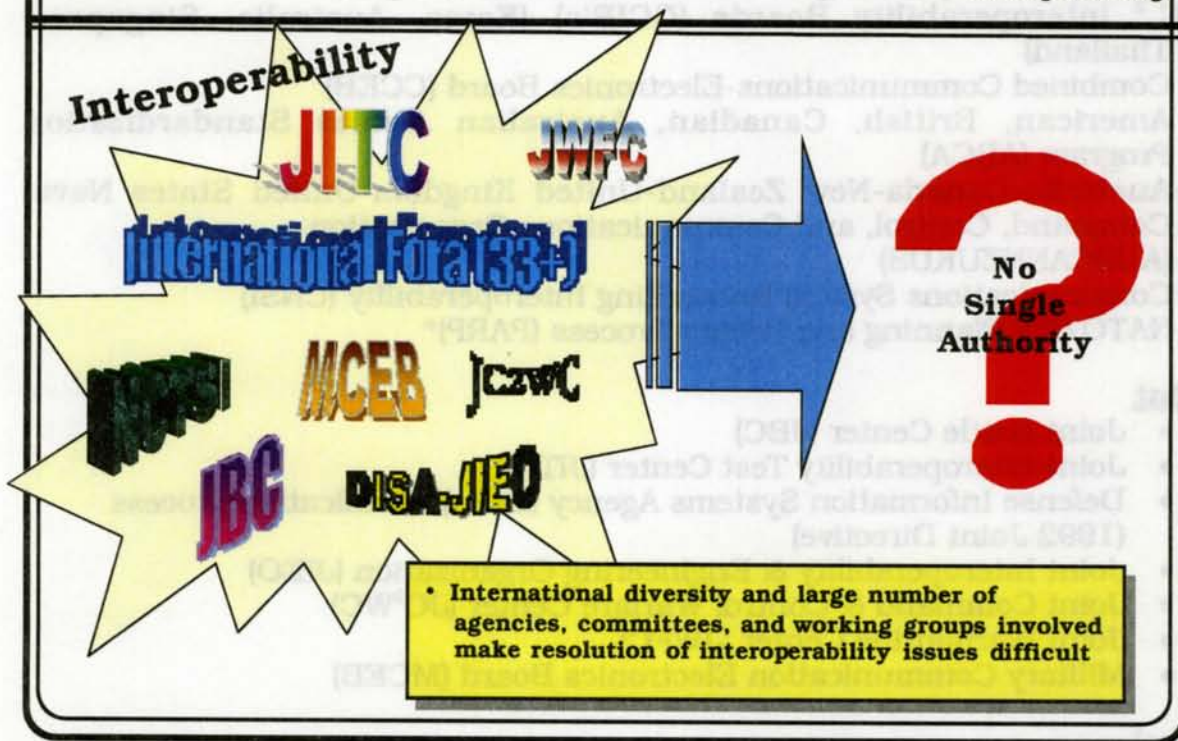 Interoperability
JITC
JWFC
International Fora (33+)
MCEB
JC2WC
JBC
DISA-JIEO
No
Single
Authority
• International diversity and large number of
agencies, committees, and working groups involved
make resolution of interoperability issues difficult